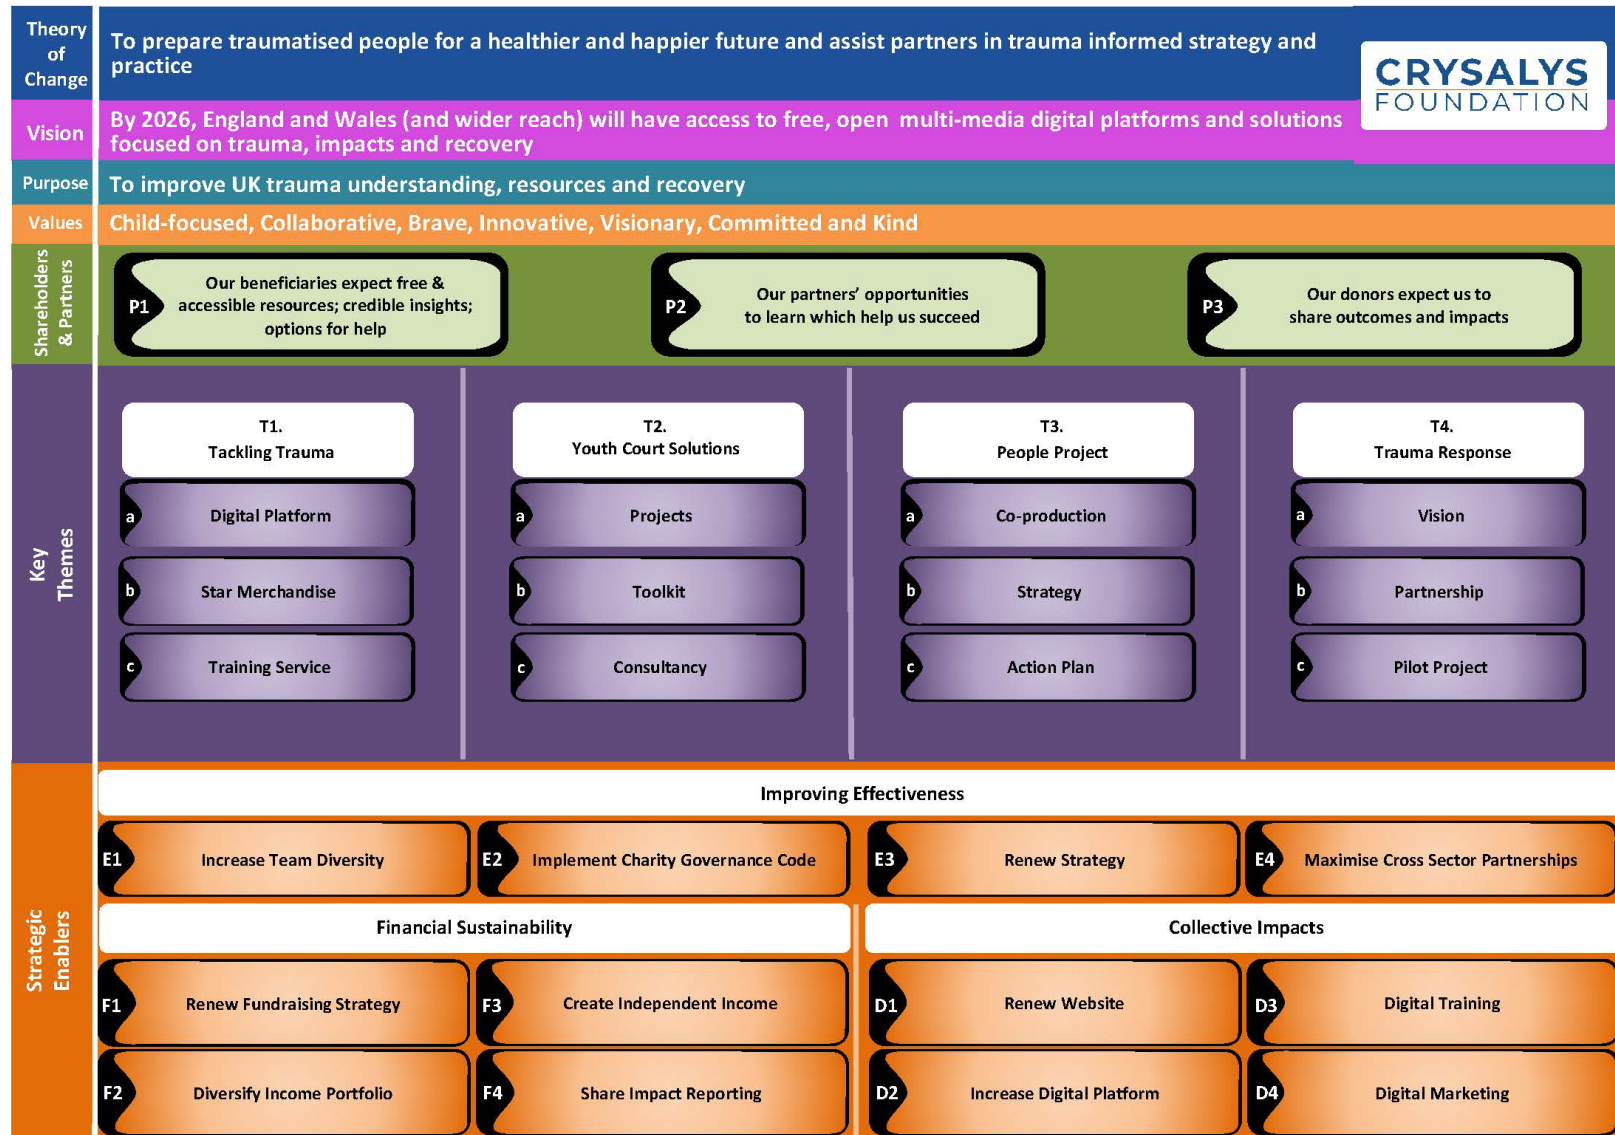 Theory
of
Change
To prepare traumatised people for a healthier and happier future and assist partners in trauma informed strategy and
practice
CRYSALYS
FOUNDATION
Vision
By 2026, England and Wales (and wider reach) will have access to free, open multi-media digital platforms and solutions
focused on trauma, impacts and recovery
Purpose
To improve UK trauma understanding, resources and recovery
Values
Child-focused, Collaborative, Brave, Innovative, Visionary, Committed and Kind
Shareholders
& Partners
P1
Our beneficiaries expect free &
accessible resources; credible insights;
options for help
P2
Our partners’ opportunities
to learn which help us succeed
P3
Our donors expect us to
share outcomes and impacts
Key
Themes
T1.
Tackling Trauma
a
Digital Platform
b
Star Merchandise
c
Training Service
T2.
Youth Court Solutions
a
Projects
b
Toolkit
c
Consultancy
T3.
People Project
a
Co-production
b
Strategy
c
Action Plan
T4.
Trauma Response
a
Vision
b
Partnership
c
Pilot Project
Strategic
Enablers
Improving Effectiveness
E1
Increase Team Diversity
E2
Implement Charity Governance Code
E3
Renew Strategy
E4
Maximise Cross Sector Partnerships
Financial Sustainability
F1
Renew Fundraising Strategy
F3
Create Independent Income
F2
Diversify Income Portfolio
F4
Share Impact Reporting
Collective Impacts
D1
Renew Website
D3
Digital Training
D2
Increase Digital Platform
D4
Digital Marketing